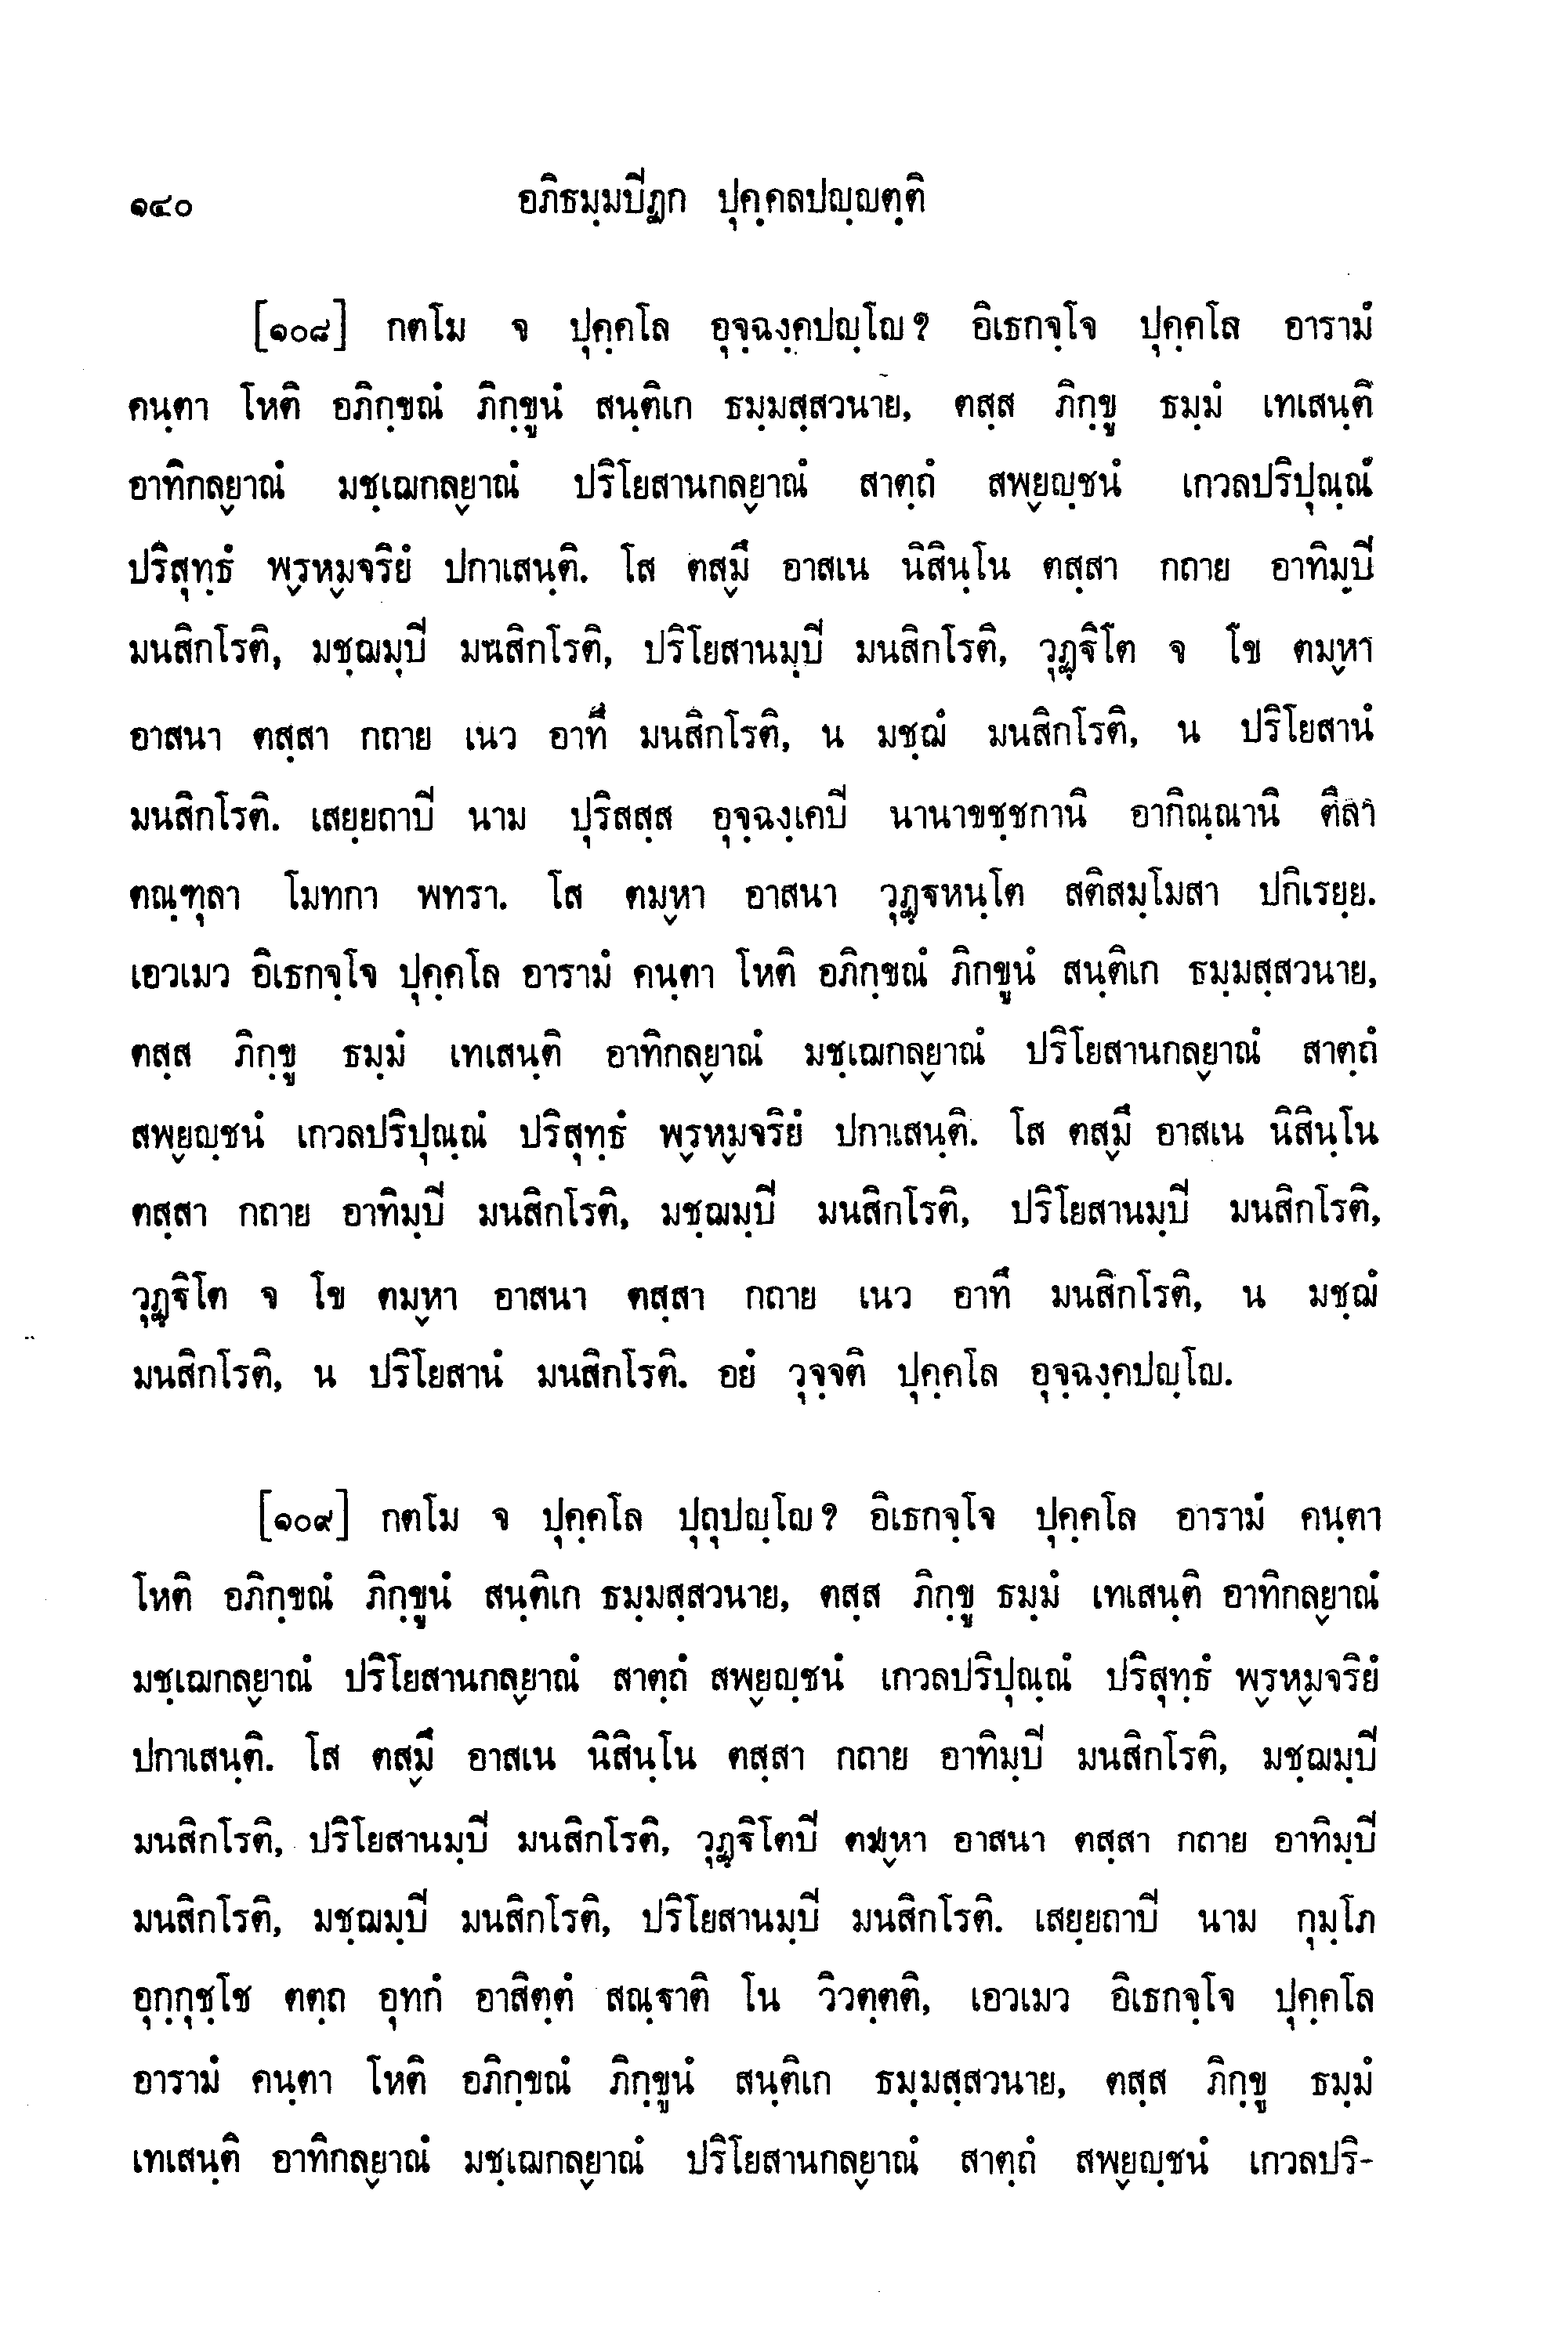 ๑๔๐ อภิธมฺมปีฏก ปุคฺคลปญฺญตฺติ
[๑๐๘] กตโม จ ปุคฺคโล อุจฺฉงฺคปญฺโญ? อิเธกจฺโจ ปุคฺคโล อารามํ
คนฺตา โหติ อภิกฺขณํ ภิกฺขูนํ สนฺติเก ธมฺมสฺสวนาย, ตสฺส ภิกฺขู ธมฺมํ เทเสนฺติ
อาทิกลฺยาณํ มชฺเฌกลฺยาณํ ปริโยสานกลฺยาณํ สาตฺถํ สพฺยญฺชนํ เกวลปริปุณฺณํ
ปริสุทฺธํ พฺรหฺมจริยํ ปกาเสนฺติ. โส ตสฺมึ อาสเน นิสินฺโน ตสฺสา กถาย อาทิมฺปี
มนสิกโรติ, มชฺฌมฺปี มนสิกโรติ, ปริโยสานมฺปี มนสิกโรติ, วุฏฺฐิโต จ โข ตมฺหา
อาสนา ตสฺสา กถาย เนว อาทึ มนสิกโรติ, น มชฺฌํ มนสิกโรติ, น ปริโยสานํ
มนสิกโรติ. เสยฺยถาปี นาม ปุริสสฺส อุจฺฉงฺเคปี นานาขชฺชกานิ อากิณฺณานิ ติลา
ตณฺฑุลา โมทกา พทรา. โส ตมฺหา อาสนา วุฏฺฐหนฺโต สติสมฺโมสา ปกิเรยฺย.
เอวเมว อิเธกจฺโจ ปุคฺคโล อารามํ คนฺตา โหติ อภิกฺขณํ ภิกขูนํ สนฺติเก ธมฺมสฺสวนาย,
ตสฺส ภิกฺขู ธมฺมํ เทเสนฺติ อาทิกลฺยาณํ มชฺเฌกลฺยาณํ ปริโยสานกลฺยาณํ สาตฺถํ
สพฺยญฺชนํ เกวลปริปุณฺณํ ปริสุทฺธํ พฺรหฺมจริยํ ปกาเสนฺติ. โส ตสฺมึ อาสเน นิสินฺโน
ตสฺสา กถาย อาทิมฺปี มนสิกโรติ, มชฺฌมฺปี มนสิกโรติ, ปริโยสานมฺปี มนสิกโรติ,
วุฏฺฐิโต จ โข ตมฺหา อาสนา ตสฺสา กถาย เนว อาทึ มนสิกโรติ, น มชฺฌํ
มนสิกโรติ, น ปริโยสานํ มนสิกโรติ. อยํ วุจฺจติ ปุคฺคโล อุจฺฉงฺคปญฺโญ.
[๑๐๙] กตโม จ ปุคฺคโล ปุถุปญฺโญ? อิเธกจฺโจ ปุคฺคโล อารามํ คนฺตา
โหติ อภิกฺขณํ ภิกฺขูนํ สนฺติเก ธมฺมสฺสวนาย, ตสฺส ภิกฺขู ธมฺมํ เทเสนฺติ อาทิกลฺยาณํ
มชฺเฌกลฺยาณํ ปริโยสานกลฺยาณํ สาตฺถํ สพฺยญฺชนํ เกวลปริปุณฺณํ ปริสุทฺธํ พฺรหฺมจริยํ
ปกาเสนฺติ. โส ตสฺมึ อาสเน นิสินฺโน ตสฺสา กถาย อาทิมฺปี มนสิกโรติ, มชฺฌมฺปี
มนสิกโรติ, ปริโยสานมฺปี มนสิกโรติ, วุฏฺฐิโตปี ตมฺหา อาสนา ตสฺสา กถาย อาทิมฺปี
มนสิกโรติ, มชฺฌมฺปี มนสิกโรติ, ปริโยสานมฺปี มนสิกโรติ. เสยฺยถาปี นาม กุมฺโภ
อุกฺกุชฺโช ตตฺถ อุทกํ อาสิตฺตํ สณฺฐาติ โน วิวตฺตติ, เอวเมว อิเธกจฺโจ ปุคฺคโล
อารามํ คนฺตา โหติ อภิกฺขณํ ภิกฺขูนํ สนฺติเก ธมฺมสฺสวนาย, ตสฺส ภิกฺขู ธมฺมํ
เทเสนฺติ อาทิกลฺยาณํ มชฺเฌกลฺยาณํ ปริโยสานกลฺยาณํ สาตฺถํ สพฺยญฺชนํ เกวลปริ-